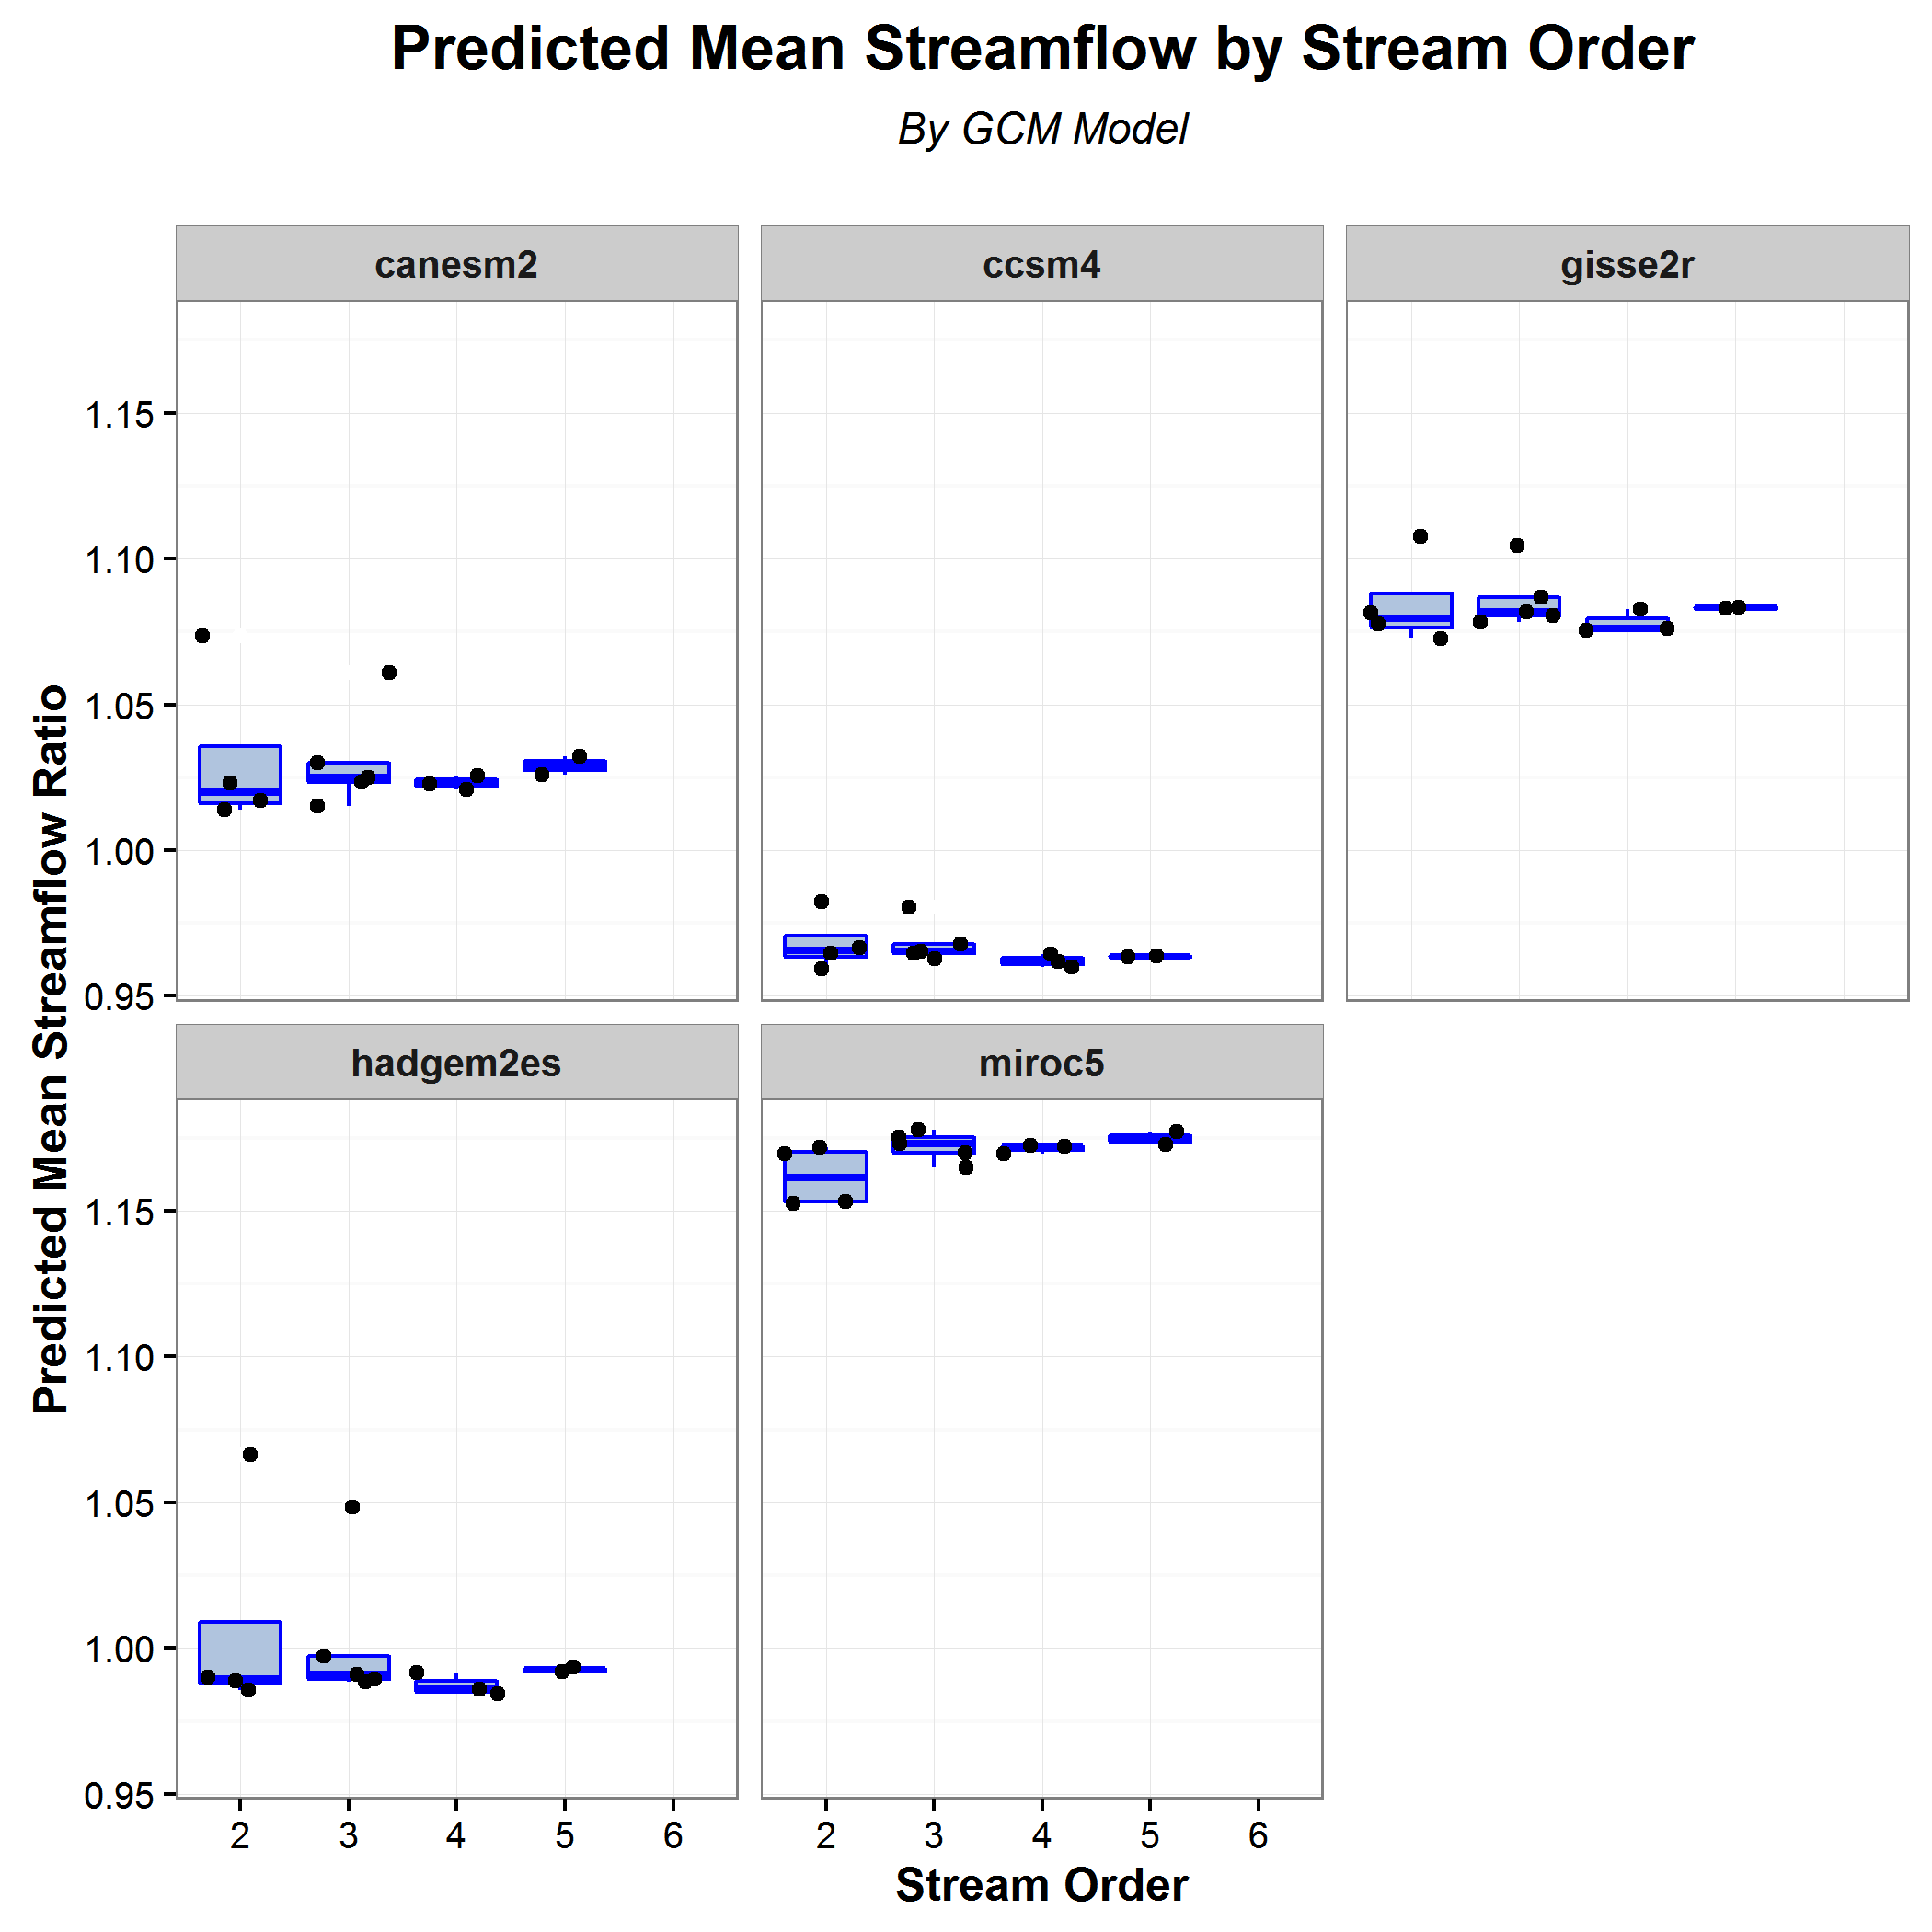 Predicted Mean Streamflow by Stream Order
By GCM Model
canesm2
ccsm4
gisse2r
1.15
1.10
1.05
1.00
0.95
Predicted Mean Streamflow Ratio
hadgem2es
miroc5
1.15
1.10
1.05
1.00
0.95
2 3 4 5 6
2 3 4 5 6
Stream Order